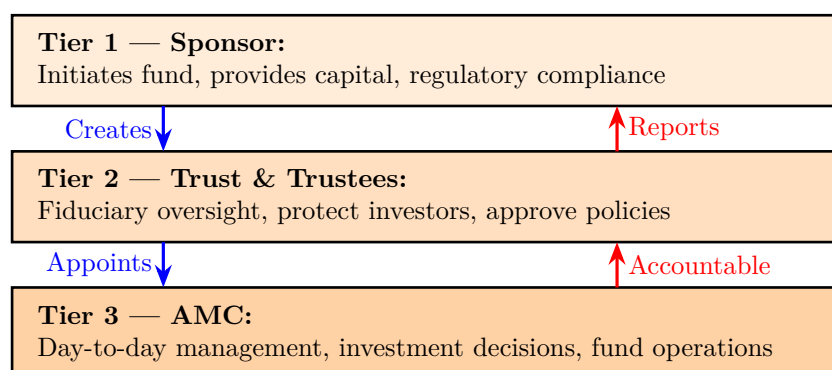 Tier 1 — Sponsor:
Initiates fund, provides capital, regulatory compliance
Creates
Reports
Tier 2 — Trust & Trustees:
Fiduciary oversight, protect investors, approve policies
Appoints
Accountable
Tier 3 — AMC:
Day-to-day management, investment decisions, fund operations